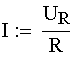 I := U_R / R